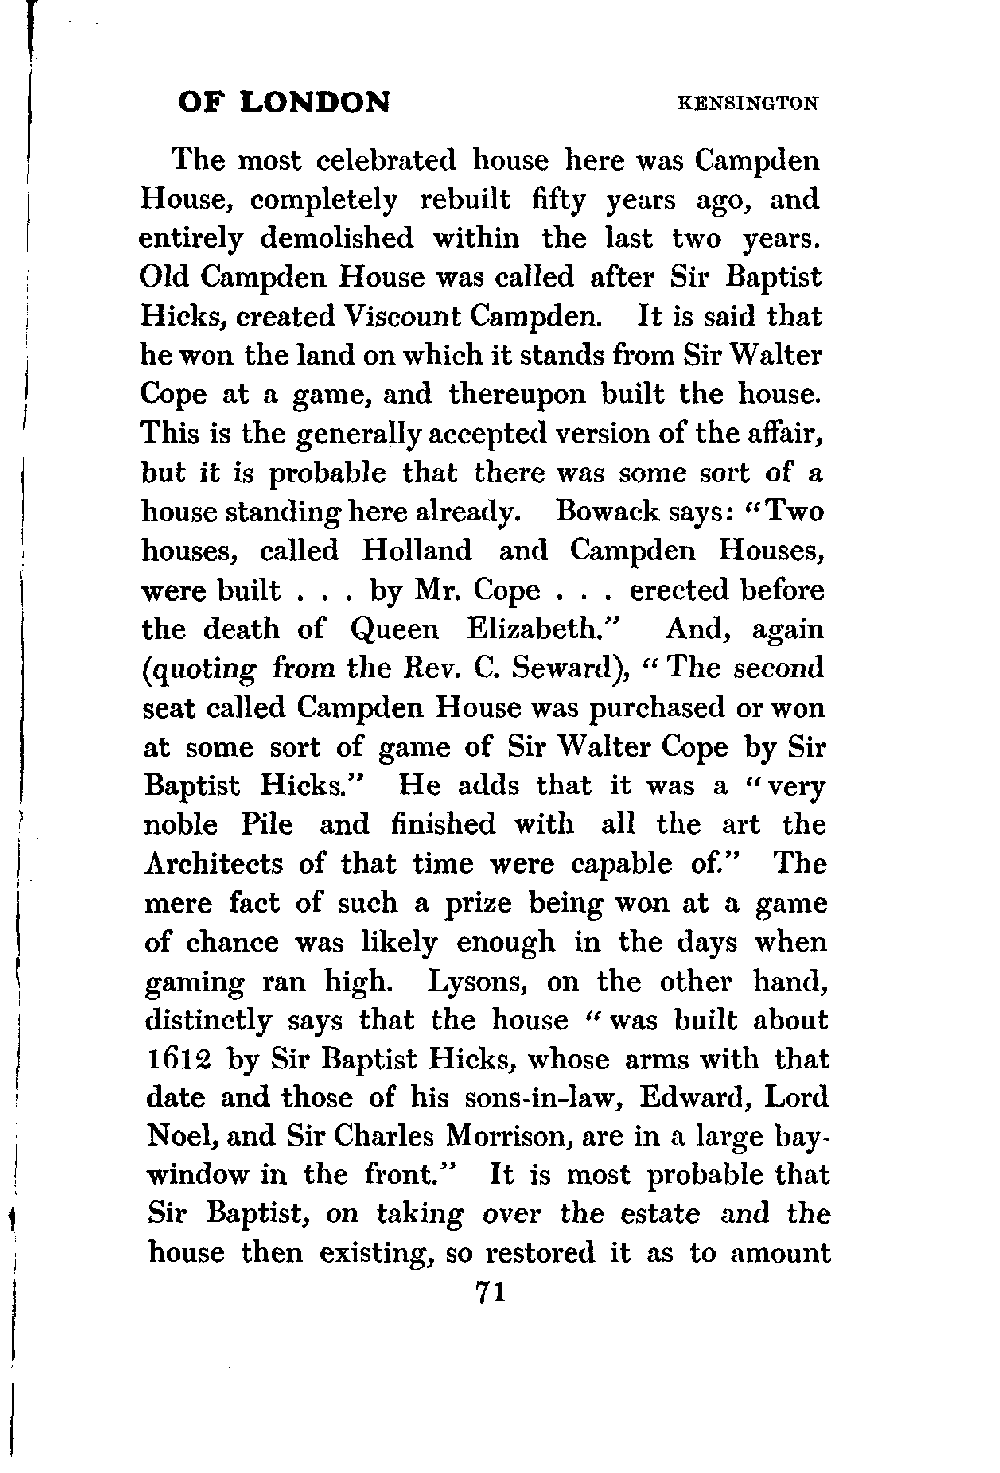 OF LONDON KENSINGTON
The most celebrated house here was Campden
House, completely rebuilt fifty years ago, and
entirely demolished within the last two years.
Old Campden House was called after Sir Baptist
Hicks, created Viscount Campden. It is said that
he won the land on which it stands from Sir Walter
Cope at a game, and thereupon built the house.
This is the generally accepted version of the affair,
but it is probable that there was some sort of a
house standing here already. Bowack says: “Two
houses, called Holland and Campden Houses,
were built . . . by Mr. Cope . . . erected before
the death of Queen Elizabeth.” And, again
(quoting from the Rev. C. Seward), “The second
seat called Campden House was purchased or won
at some sort of game of Sir Walter Cope by Sir
Baptist Hicks.” He adds that it was a “very
noble Pile and finished with all the art the
Architects of that time were capable of.” The
mere fact of such a prize being won at a game
of chance was likely enough in the days when
gaming ran high. Lysons, on the other hand,
distinctly says that the house “was built about
1612 by Sir Baptist Hicks, whose arms with that
date and those of his sons-in-law, Edward, Lord
Noel, and Sir Charles Morrison, are in a large bay-
window in the front.” It is most probable that
Sir Baptist, on taking over the estate and the
house then existing, so restored it as to amount
71